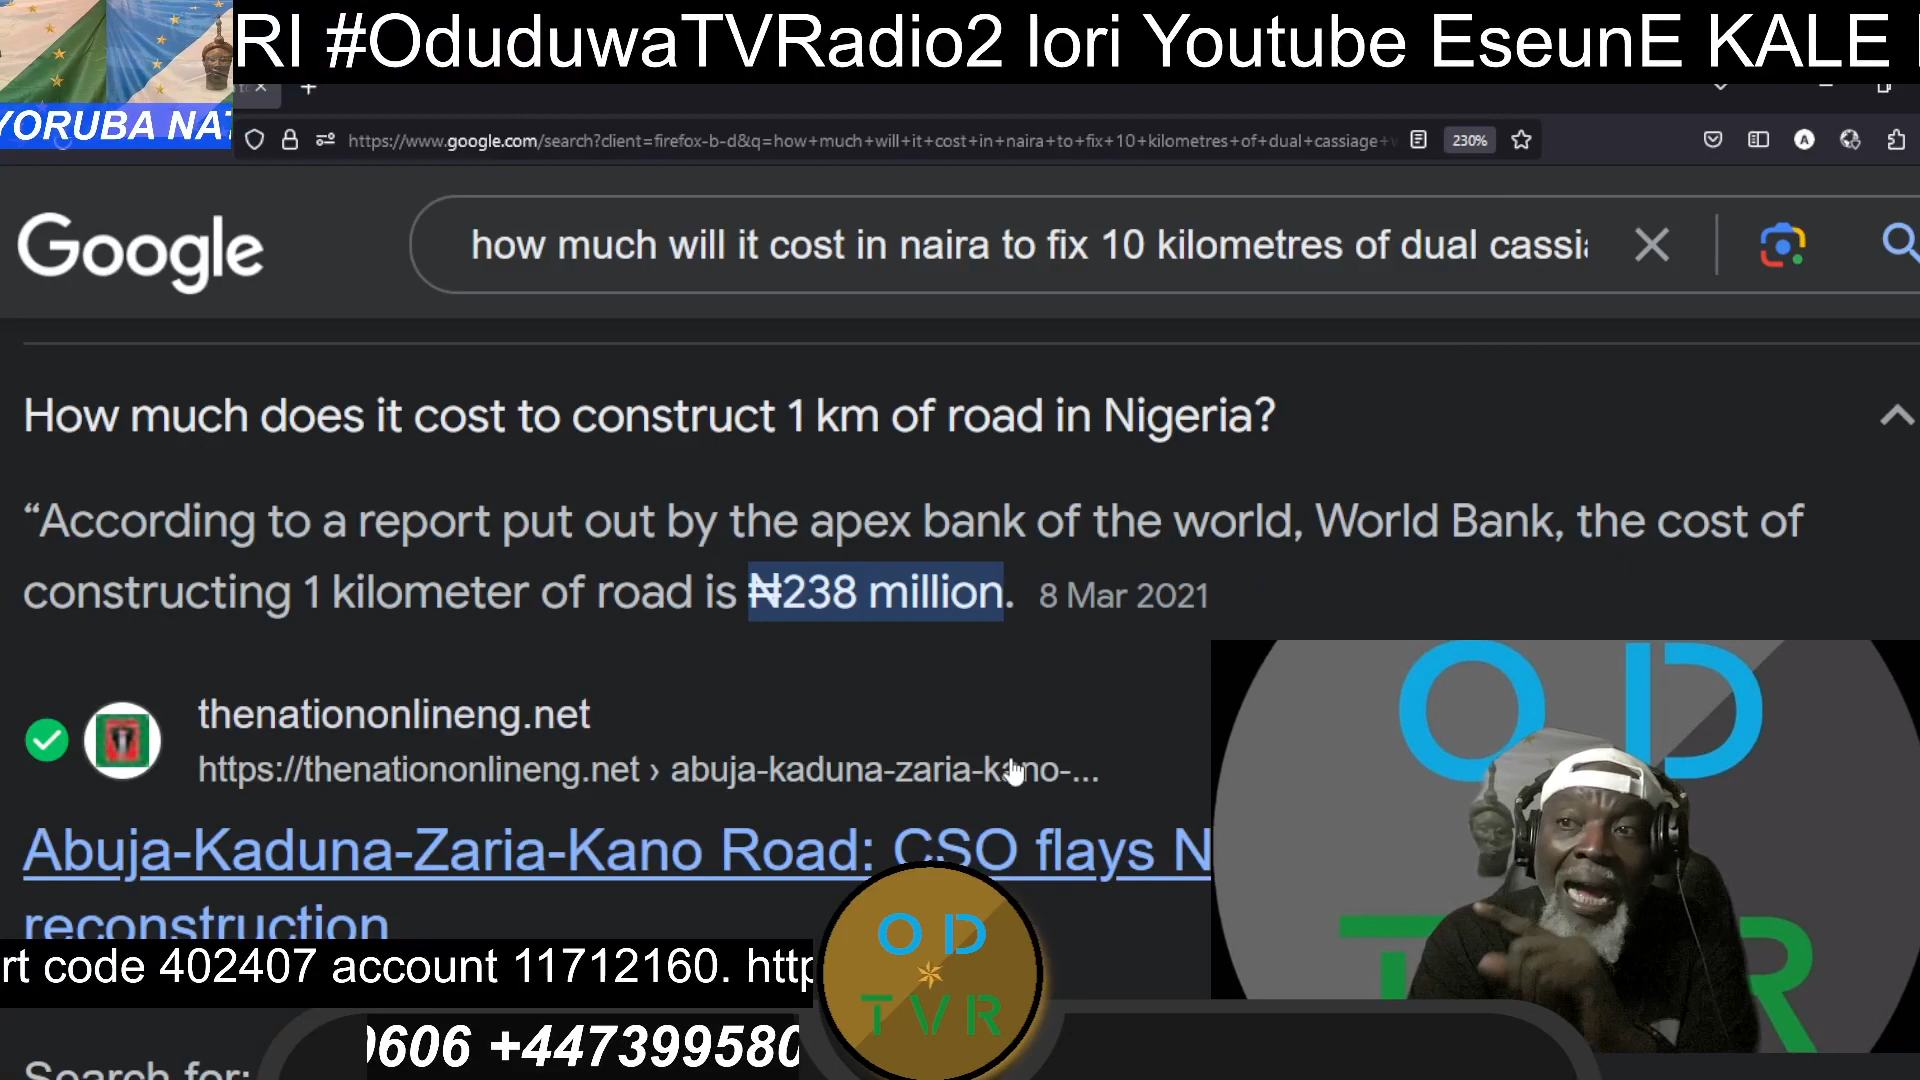 RI #OduduwaTVRadio2 lori Youtube EseunE KALE
YORUBA NAT
https://www.google.com/search?client=firefox-b-d&q=how+much+will+it+cost+in+naira+to+fix+10+kilometres+of+dual+cassiage+
230%
A
Google
how much will it cost in naira to fix 10 kilometres of dual cassia
How much does it cost to construct 1 km of road in Nigeria?
“According to a report put out by the apex bank of the world, World Bank, the cost of
constructing 1 kilometer of road is ₦238 million. 8 Mar 2021
thenationonlineng.net
https://thenationonlineng.net › abuja-kaduna-zaria-kano-...
Abuja-Kaduna-Zaria-Kano Road: CSO flays N
reconstruction
O D
T V R
rt code 402407 account 11712160. http
O D
T V R
0606 +447399580
Search for: